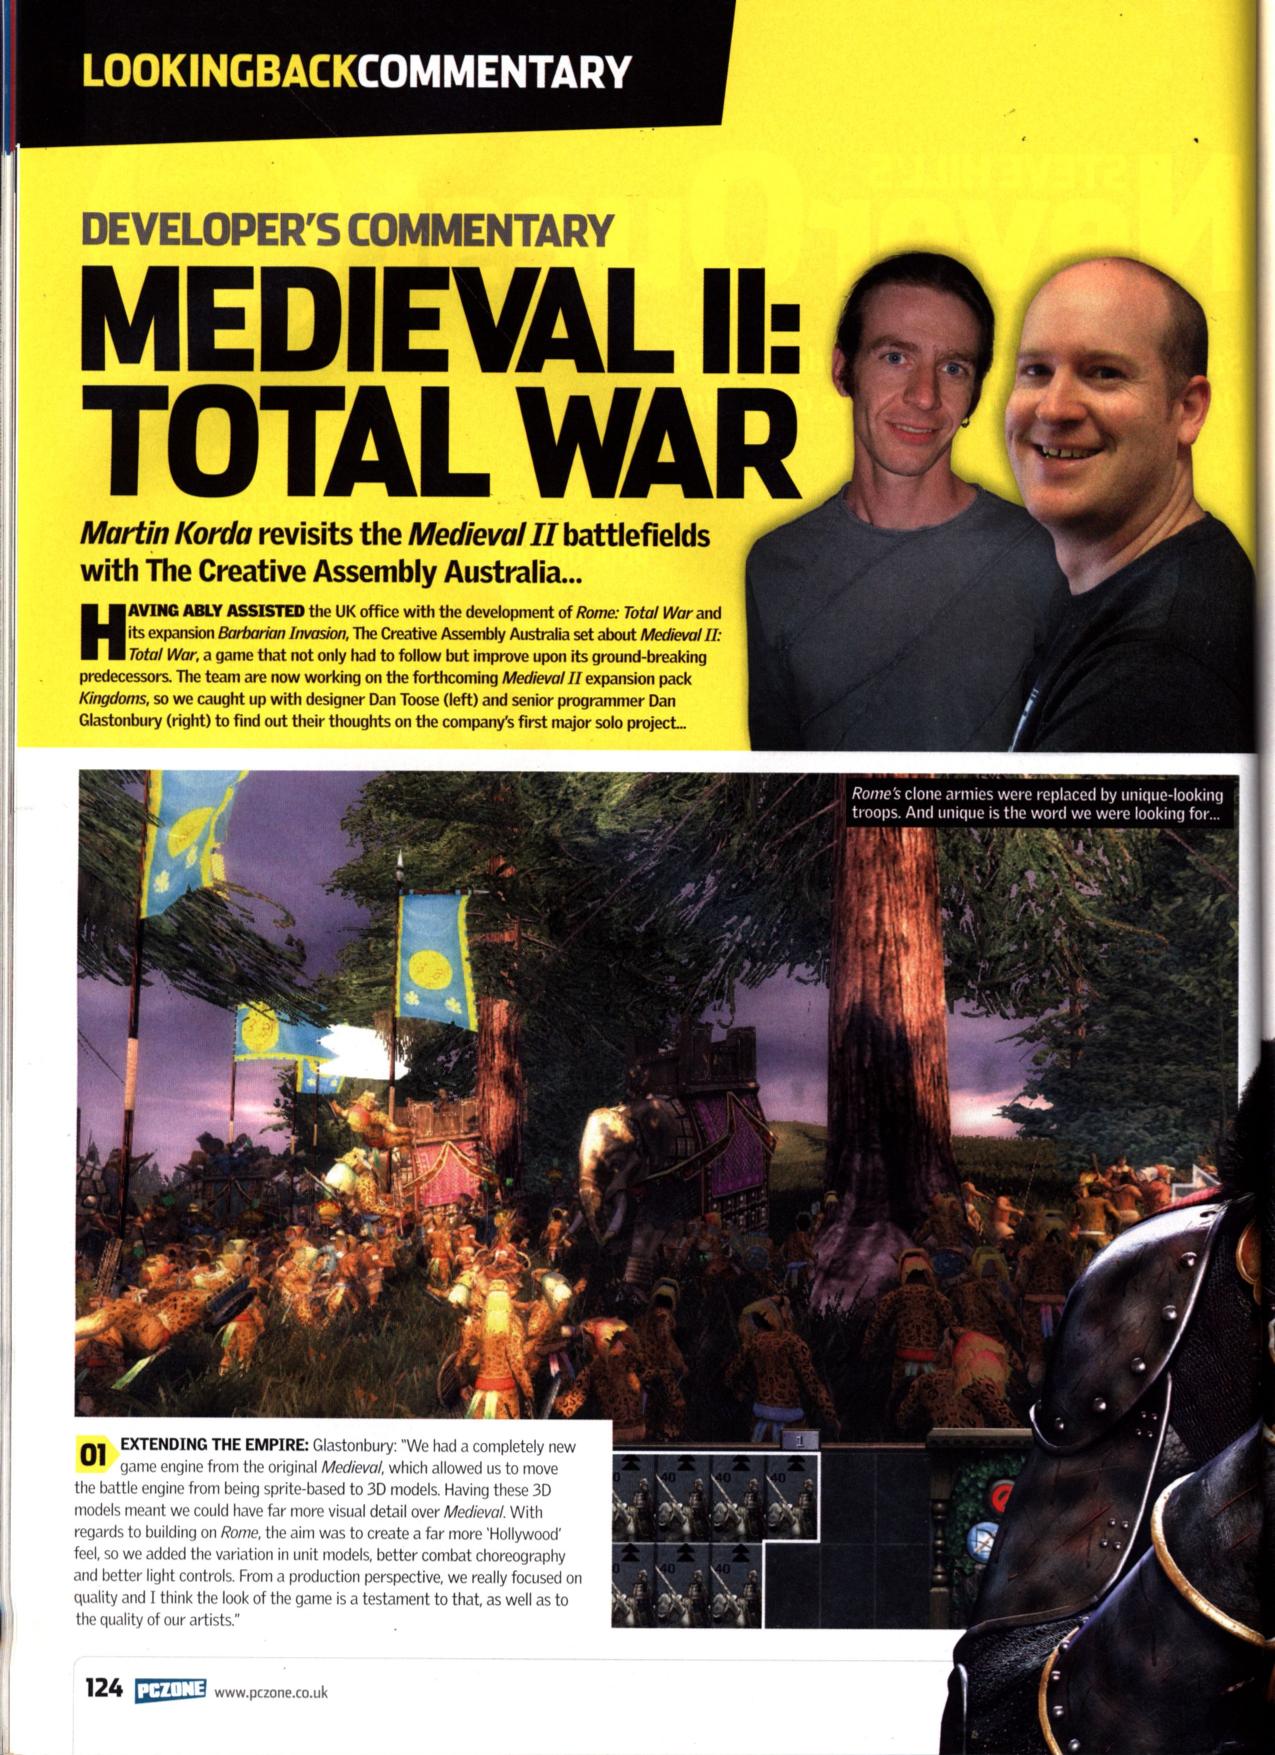 LOOKINGBACKCOMMENTARY
DEVELOPER'S COMMENTARY
MEDIEVAL II:
TOTAL WAR
Martin Korda revisits the Medieval II battlefields
with The Creative Assembly Australia...
HAVING ABLY ASSISTED the UK office with the development of Rome: Total War and
its expansion Barbarian Invasion, The Creative Assembly Australia set about Medieval II:
Total War, a game that not only had to follow but improve upon its ground-breaking
predecessors. The team are now working on the forthcoming Medieval II expansion pack
Kingdoms, so we caught up with designer Dan Toose (left) and senior programmer Dan
Glastonbury (right) to find out their thoughts on the company's first major solo project...
Rome's clone armies were replaced by unique-looking
troops. And unique is the word we were looking for...
01 EXTENDING THE EMPIRE: Glastonbury: "We had a completely new
game engine from the original Medieval, which allowed us to move
the battle engine from being sprite-based to 3D models. Having these 3D
models meant we could have far more visual detail over Medieval. With
regards to building on Rome, the aim was to create a far more 'Hollywood'
feel, so we added the variation in unit models, better combat choreography
and better light controls. From a production perspective, we really focused on
quality and I think the look of the game is a testament to that, as well as to
the quality of our artists."
1
0 40 40 40
0 40 40
124 PCZONE www.pczone.co.uk